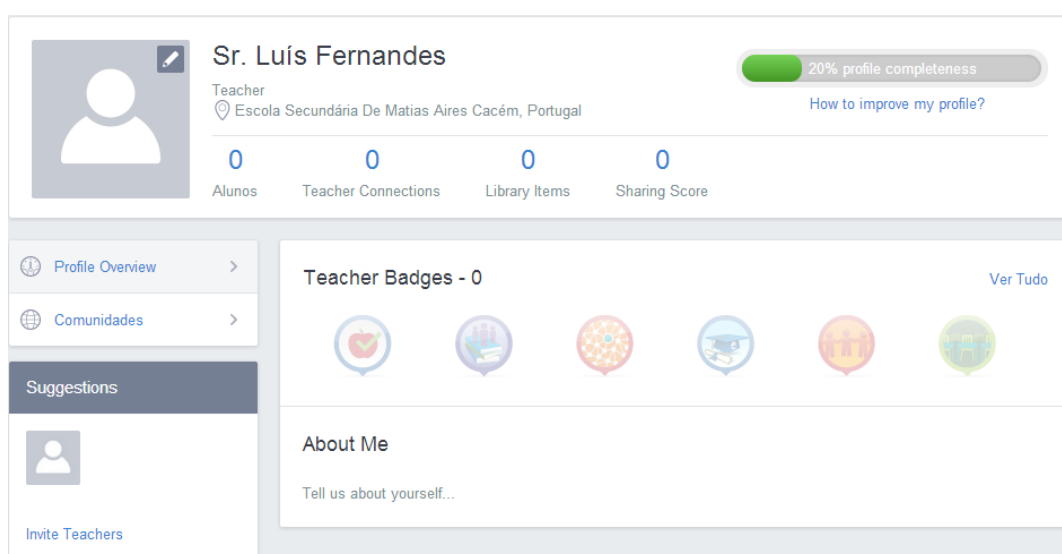 Sr. Luís Fernandes
Teacher
Escola Secundária De Matias Aires Cacém, Portugal
20% profile completeness
How to improve my profile?
0 0 0 0
Alunos Teacher Connections Library Items Sharing Score
Profile Overview
Comunidades
Suggestions
Invite Teachers
Teacher Badges - 0
Ver Tudo
About Me
Tell us about yourself...